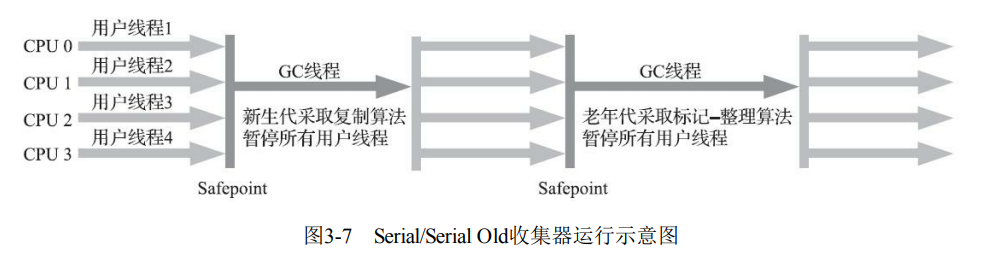 用户线程1
CPU 0
用户线程2
CPU 1
用户线程3
CPU 2
用户线程4
CPU 3
Safepoint
GC线程
新生代采取复制算法
暂停所有用户线程
Safepoint
GC线程
老年代采取标记–整理算法
暂停所有用户线程
图3-7 Serial/Serial Old收集器运行示意图